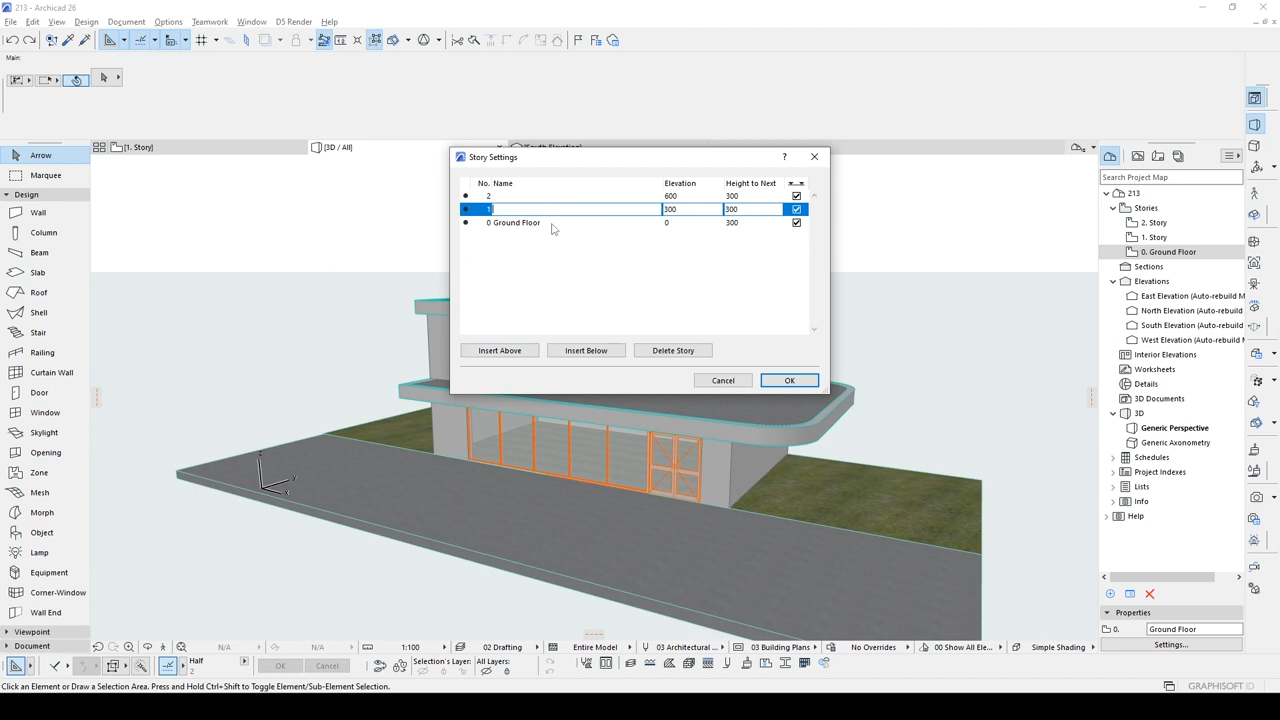 213 - Archicad 26
File Edit View Design Document Options Teamwork Window D5 Render Help
Main:
[1. Story]
[3D / All]
[South Elevation]
Arrow
Marquee
Design
Wall
Column
Beam
Slab
Roof
Shell
Stair
Railing
Curtain Wall
Door
Window
Skylight
Opening
Zone
Mesh
Morph
Object
Lamp
Equipment
Corner-Window
Wall End
Viewpoint
Document
Story Settings
?
No. Name Elevation Height to Next
2 600 300
1 300 300
0 Ground Floor 0 300
Insert Above Insert Below Delete Story
Cancel OK
z
y
x
Search Project Map
213
Stories
2. Story
1. Story
0. Ground Floor
Sections
Elevations
East Elevation (Auto-rebuild M
North Elevation (Auto-rebuild
South Elevation (Auto-rebuild
West Elevation (Auto-rebuild
Interior Elevations
Worksheets
Details
3D Documents
3D
Generic Perspective
Generic Axonometry
Schedules
Project Indexes
Lists
Info
Help
Properties
0. Ground Floor
Settings...
N/A N/A 1:100 02 Drafting Entire Model 03 Architectural ... 03 Building Plans No Overrides 00 Show All Ele... Simple Shading
Half
2
OK Cancel
Selection's Layer: All Layers:
Click an Element or Draw a Selection Area. Press and Hold Ctrl+Shift to Toggle Element/Sub-Element Selection.
GRAPHISOFT ID